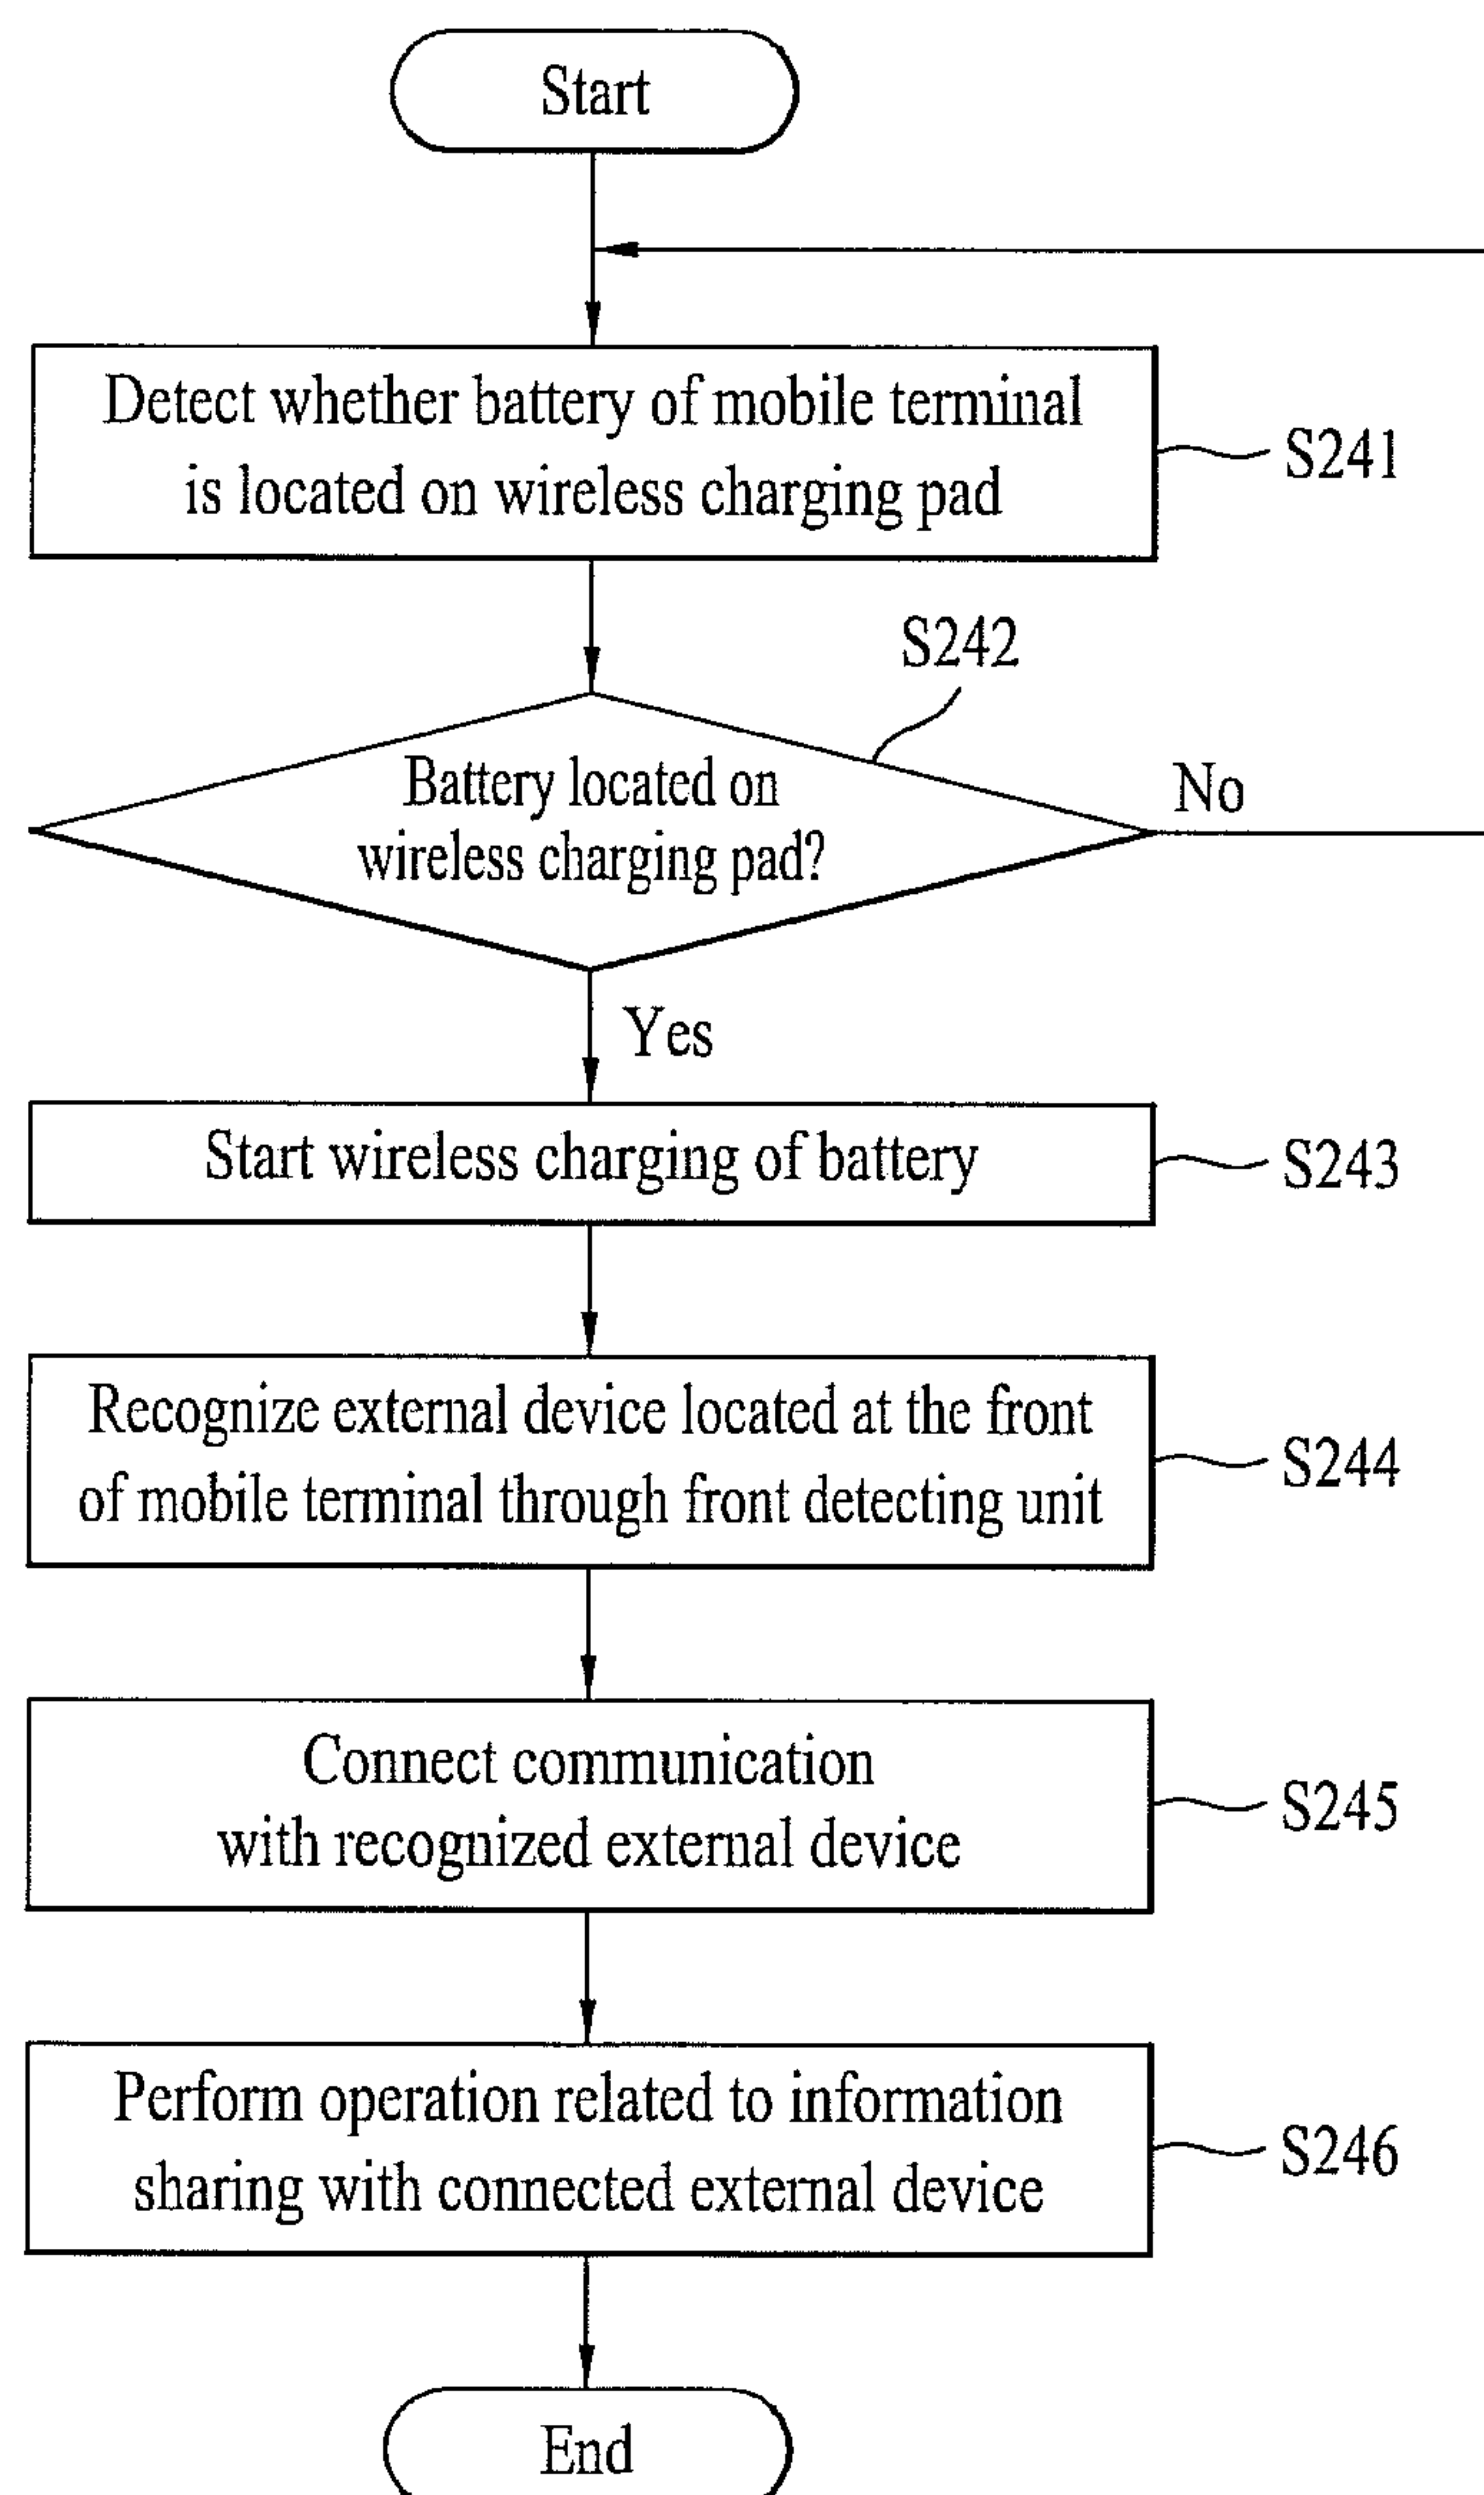 Start
Detect whether battery of mobile terminal
is located on wireless charging pad
S241
S242
Battery located on
wireless charging pad?
No
Yes
Start wireless charging of battery
S243
Recognize external device located at the front
of mobile terminal through front detecting unit
S244
Connect communication
with recognized external device
S245
Perform operation related to information
sharing with connected external device
S246
End